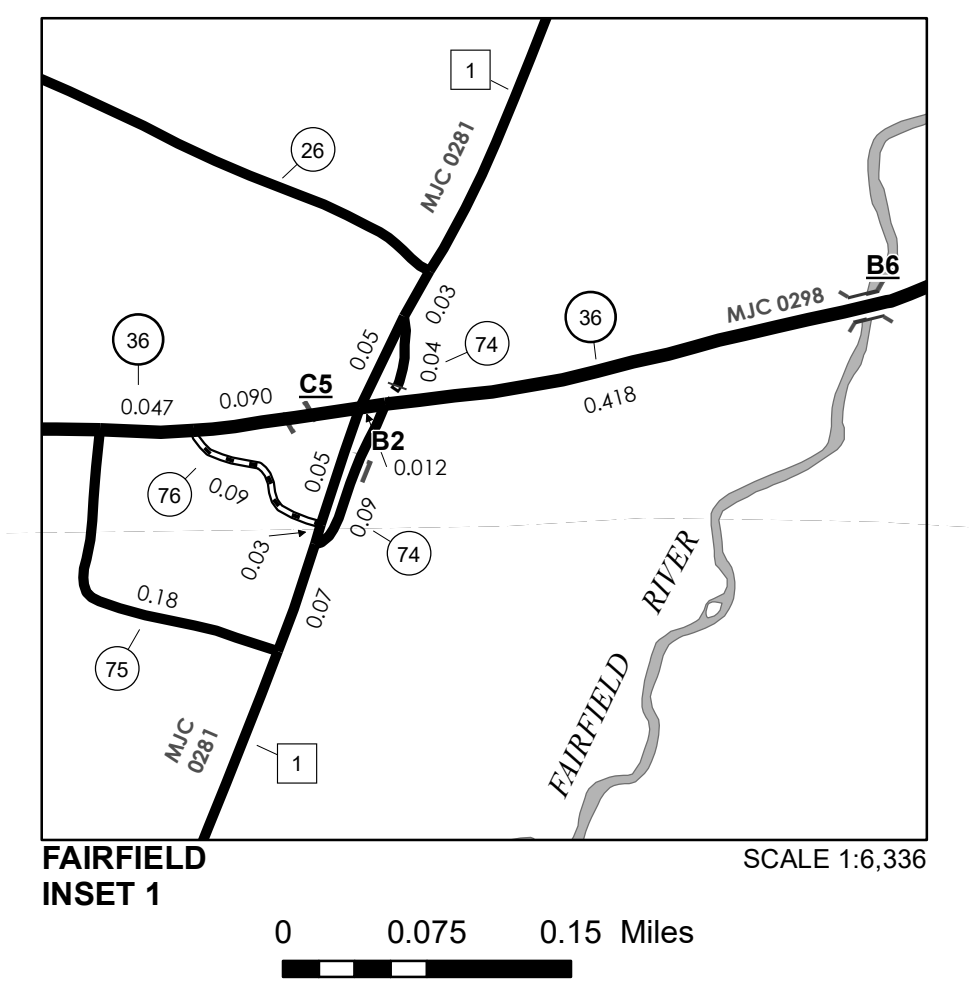 1
MJC 0281
26
B6
0.03
MJC 0298
36
36
0.05
0.04
74
C5
0.047
0.090
0.418
B2
0.012
0.05
76
0.09
0.09
74
0.03
RIVER
0.18
0.07
75
FAIRFIELD
MJC
0281
1
FAIRFIELD
INSET 1
SCALE 1:6,336
0 0.075 0.15 Miles